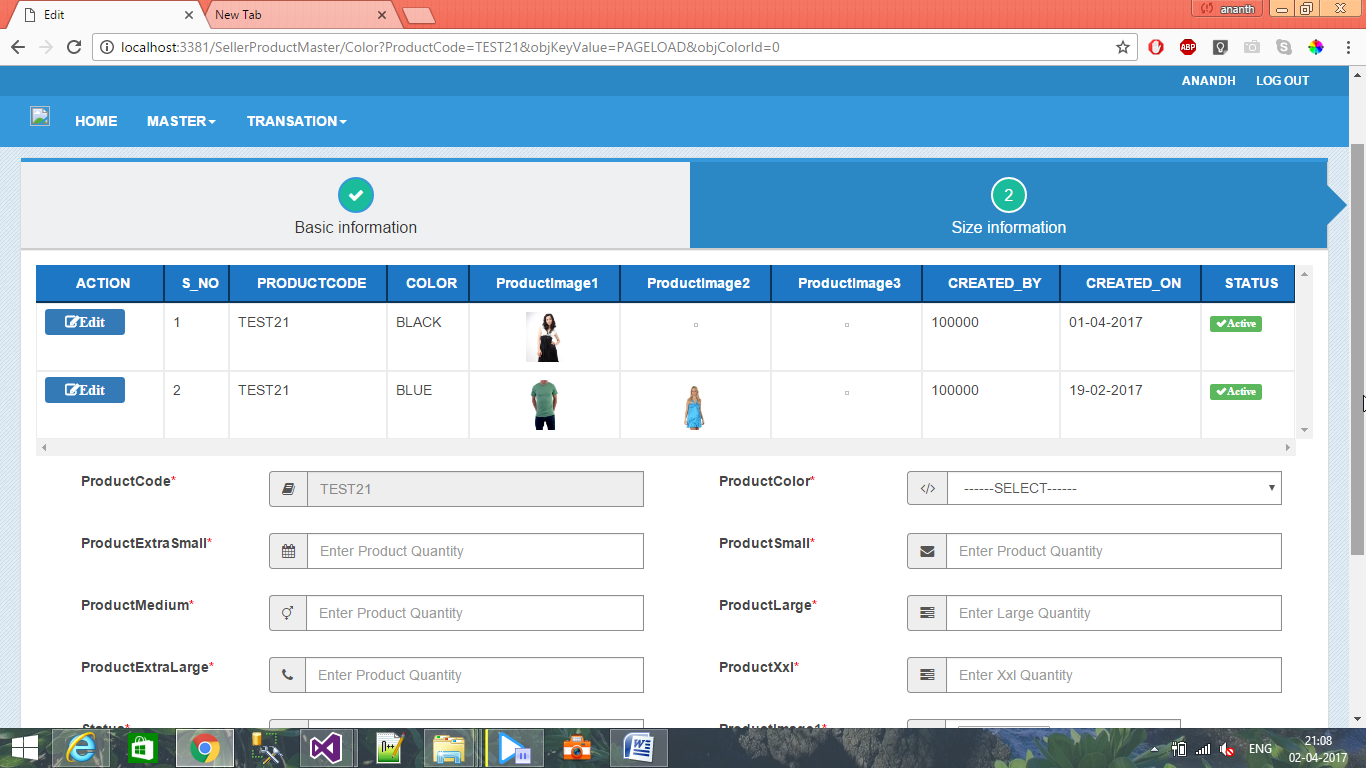 Edit New Tab ananth
localhost:3381/SellerProductMaster/Color?ProductCode=TEST21&objKeyValue=PAGELOAD&objColorId=0 ABP
ANANDH LOG OUT
HOME MASTER TRANSATION
2
Basic information Size information
ACTION S_NO PRODUCTCODE COLOR ProductImage1 ProductImage2 ProductImage3 CREATED_BY CREATED_ON STATUS
Edit 1 TEST21 BLACK 100000 01-04-2017 Active
Edit 2 TEST21 BLUE 100000 19-02-2017 Active
ProductCode* TEST21 ProductColor* ------SELECT------
ProductExtraSmall* Enter Product Quantity ProductSmall* Enter Product Quantity
ProductMedium* Enter Product Quantity ProductLarge* Enter Large Quantity
ProductExtraLarge* Enter Product Quantity ProductXxl* Enter Xxl Quantity
Status* ProductImage1*
ENG 21:08
02-04-2017